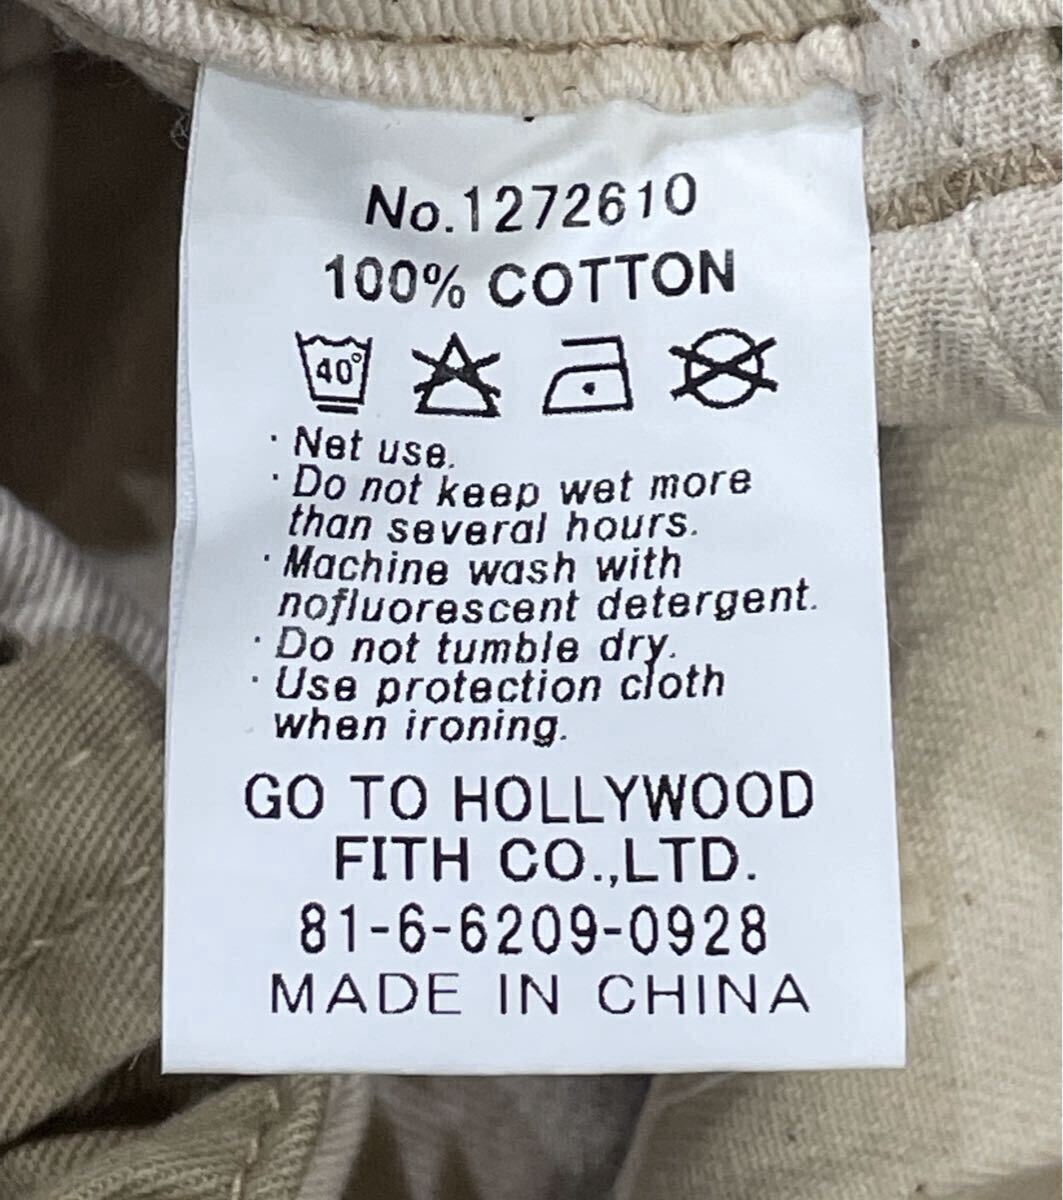 No.1272610
100% COTTON
40°
· Net use.
· Do not keep wet more
than several hours.
· Machine wash with
nofluorescent detergent.
· Do not tumble dry.
· Use protection cloth
when ironing.
GO TO HOLLYWOOD
FITH CO.,LTD.
81-6-6209-0928
MADE IN CHINA